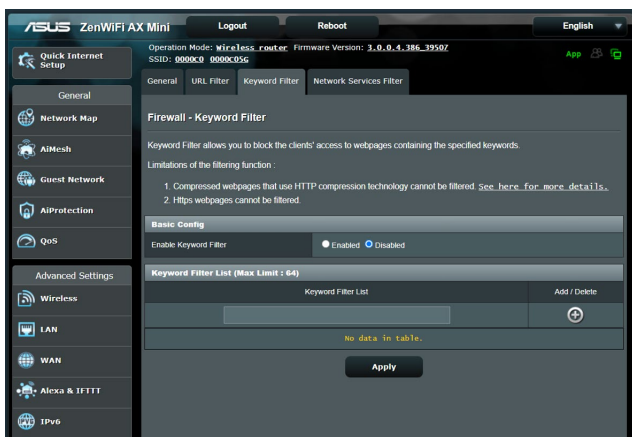 ASUS ZenWiFi AX Mini Logout Reboot English
Quick Internet Setup
Operation Mode: Wireless router Firmware Version: 3.0.0.4.386_39507
SSID: 0000C0 0000C05G
App
General URL Filter Keyword Filter Network Services Filter
General
Network Map
AiMesh
Guest Network
AiProtection
QoS
Advanced Settings
Wireless
LAN
WAN
Alexa & IFTTT
IPv6
Firewall - Keyword Filter
Keyword Filter allows you to block the clients' access to webpages containing the specified keywords.
Limitations of the filtering function :
1. Compressed webpages that use HTTP compression technology cannot be filtered. See here for more details.
2. Https webpages cannot be filtered.
Basic Config
Enable Keyword Filter Enabled Disabled
Keyword Filter List (Max Limit : 64)
Keyword Filter List Add / Delete
No data in table.
Apply